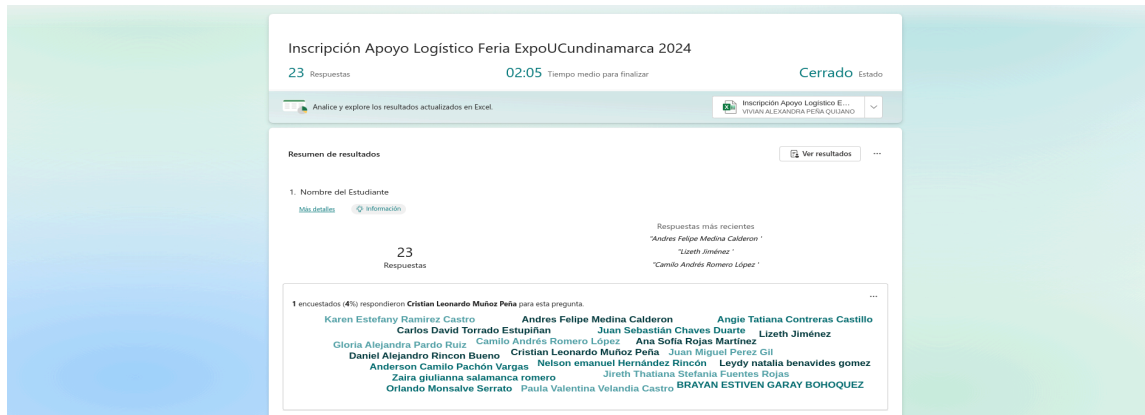 Inscripción Apoyo Logístico Feria ExpoUCundinamarca 2024
23 Respuestas 02:05 Tiempo medio para finalizar Cerrado Estado
Analice y explore los resultados actualizados en Excel.
Inscripción Apoyo Logístico E...
VIVIAN ALEXANDRA PEÑA QUIJANO
Resumen de resultados
Ver resultados
1. Nombre del Estudiante
Más detalles Información
Respuestas más recientes
"Andres Felipe Medina Calderon '
23 "Lizeth Jiménez '
Respuestas "Camilo Andrés Romero López '
1 encuestados (4%) respondieron Cristian Leonardo Muñoz Peña para esta pregunta.
Karen Estefany Ramirez Castro Andres Felipe Medina Calderon Angie Tatiana Contreras Castillo
Carlos David Torrado Estupiñan Juan Sebastián Chaves Duarte Lizeth Jiménez
Gloria Alejandra Pardo Ruiz Camilo Andrés Romero López Ana Sofía Rojas Martínez
Daniel Alejandro Rincon Bueno Cristian Leonardo Muñoz Peña Juan Miguel Perez Gil
Anderson Camilo Pachón Vargas Nelson emanuel Hernández Rincón Leydy natalia benavides gomez
Zaira giulianna salamanca romero Jireth Thatiana Stefania Fuentes Rojas
Orlando Monsalve Serrato Paula Valentina Velandia Castro BRAYAN ESTIVEN GARAY BOHOQUEZ